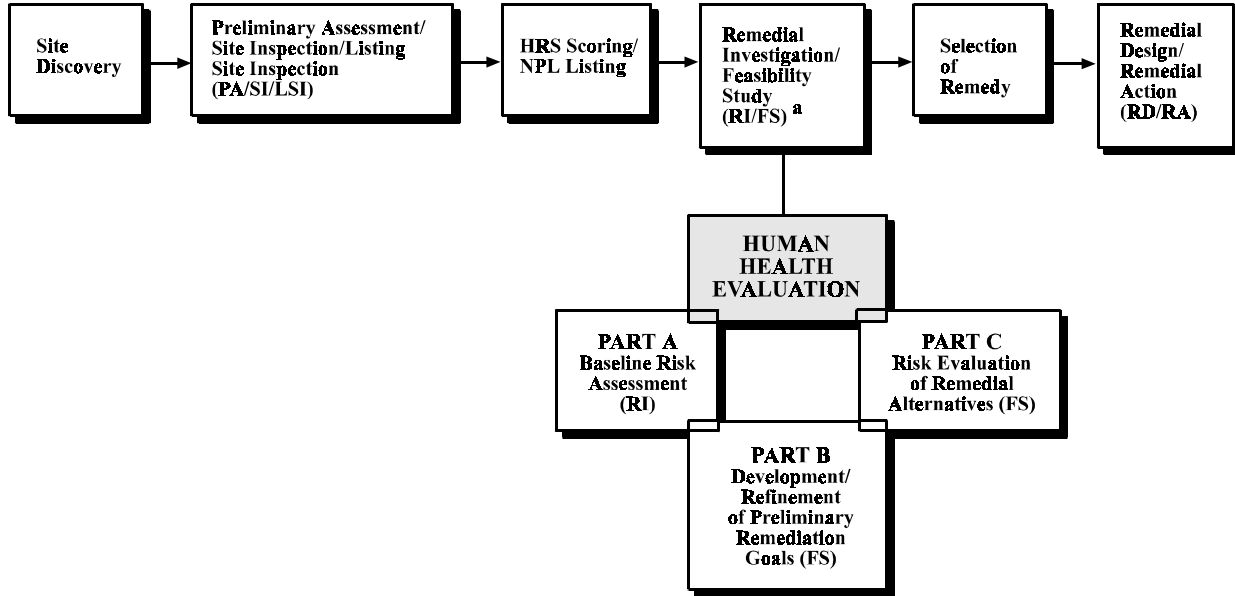 Site
Discovery
Preliminary Assessment/
Site Inspection/Listing
Site Inspection
(PA/SI/LSI)
HRS Scoring/
NPL Listing
Remedial
Investigation/
Feasibility
Study
(RI/FS) a
Selection
of
Remedy
Remedial
Design/
Remedial
Action
(RD/RA)
HUMAN
HEALTH
EVALUATION
PART A
Baseline Risk
Assessment
(RI)
PART C
Risk Evaluation
of Remedial
Alternatives (FS)
PART B
Development/
Refinement
of Preliminary
Remediation
Goals (FS)